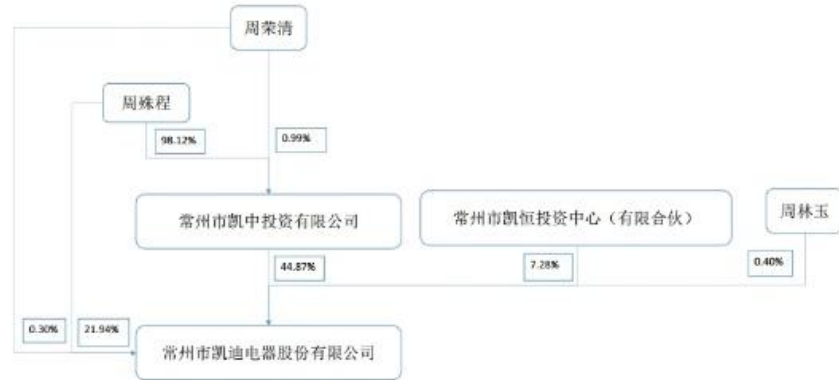 周荣清
周殊程
98.12%
0.99%
常州市凯中投资有限公司
常州市凯恒投资中心（有限合伙）
周林玉
44.87%
7.28%
0.40%
0.30%
21.94%
常州市凯迪电器股份有限公司